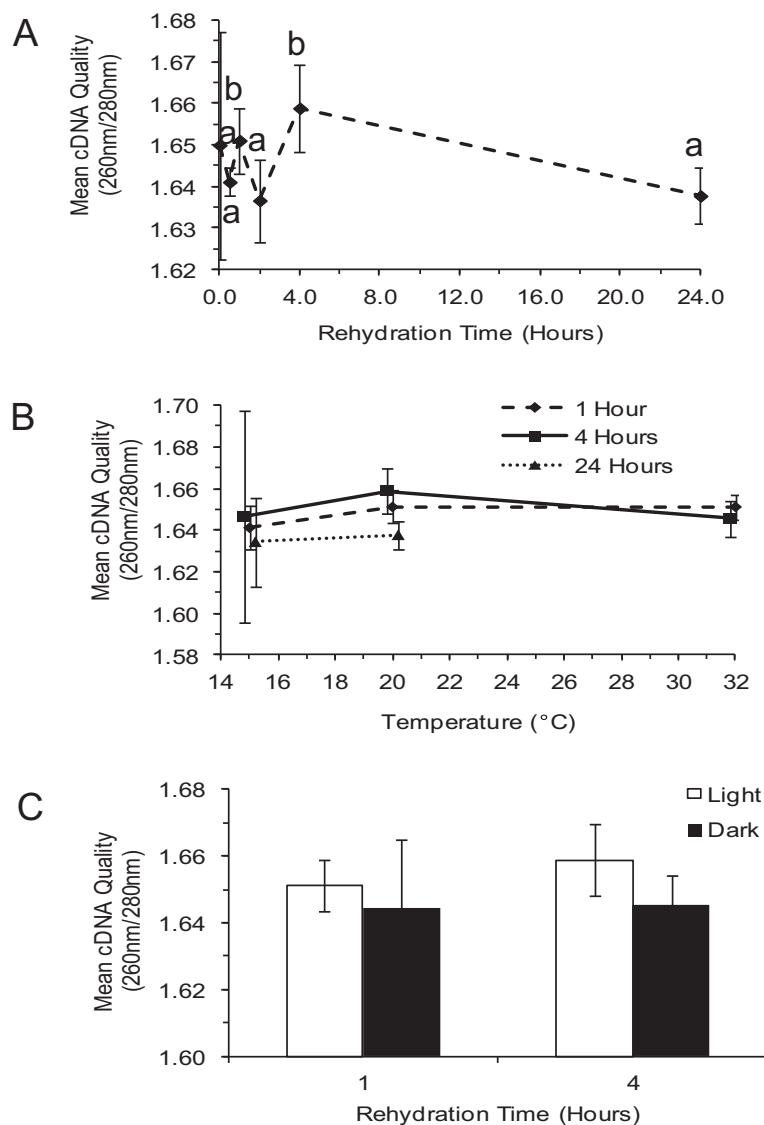 A
Mean cDNA Quality
(260nm/280nm)
1.68
1.67
1.66
1.65
1.64
1.63
1.62
b
b
a
a
a
a
0.0 4.0 8.0 12.0 16.0 20.0 24.0
Rehydration Time (Hours)
B
Mean cDNA Quality
(260nm/280nm)
1.70
1.68
1.66
1.64
1.62
1.60
1.58
1 Hour
4 Hours
24 Hours
14 16 18 20 22 24 26 28 30 32
Temperature (°C)
C
Mean cDNA Quality
(260nm/280nm)
1.68
1.66
1.64
1.62
1.60
Light
Dark
1 4
Rehydration Time (Hours)